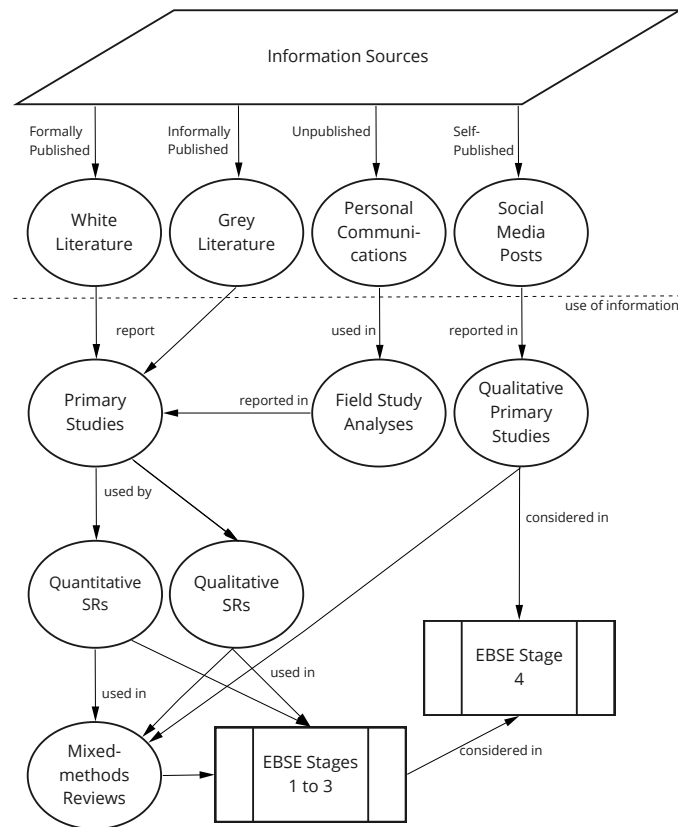 Information Sources
Formally
Published
Informally
Published
Unpublished
Self-
Published
White
Literature
Grey
Literature
Personal
Communi-
cations
Social
Media
Posts
use of information
report
used in
reported in
Primary
Studies
reported in
Field Study
Analyses
Qualitative
Primary
Studies
used by
considered in
Quantitative
SRs
Qualitative
SRs
EBSE Stage
4
used in
used in
Mixed-
methods
Reviews
EBSE Stages
1 to 3
considered in